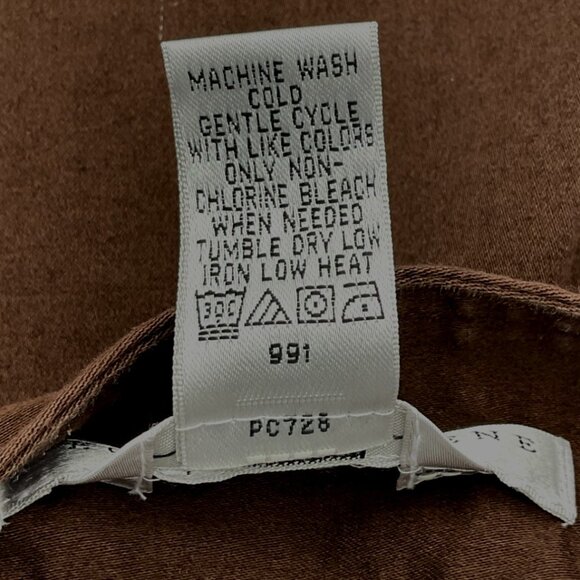 MACHINE WASH
COLD
GENTLE CYCLE
WITH LIKE COLORS
ONLY NON-
CHLORINE BLEACH
WHEN NEEDED
TUMBLE DRY LOW
IRON LOW HEAT
30C
991
PC728